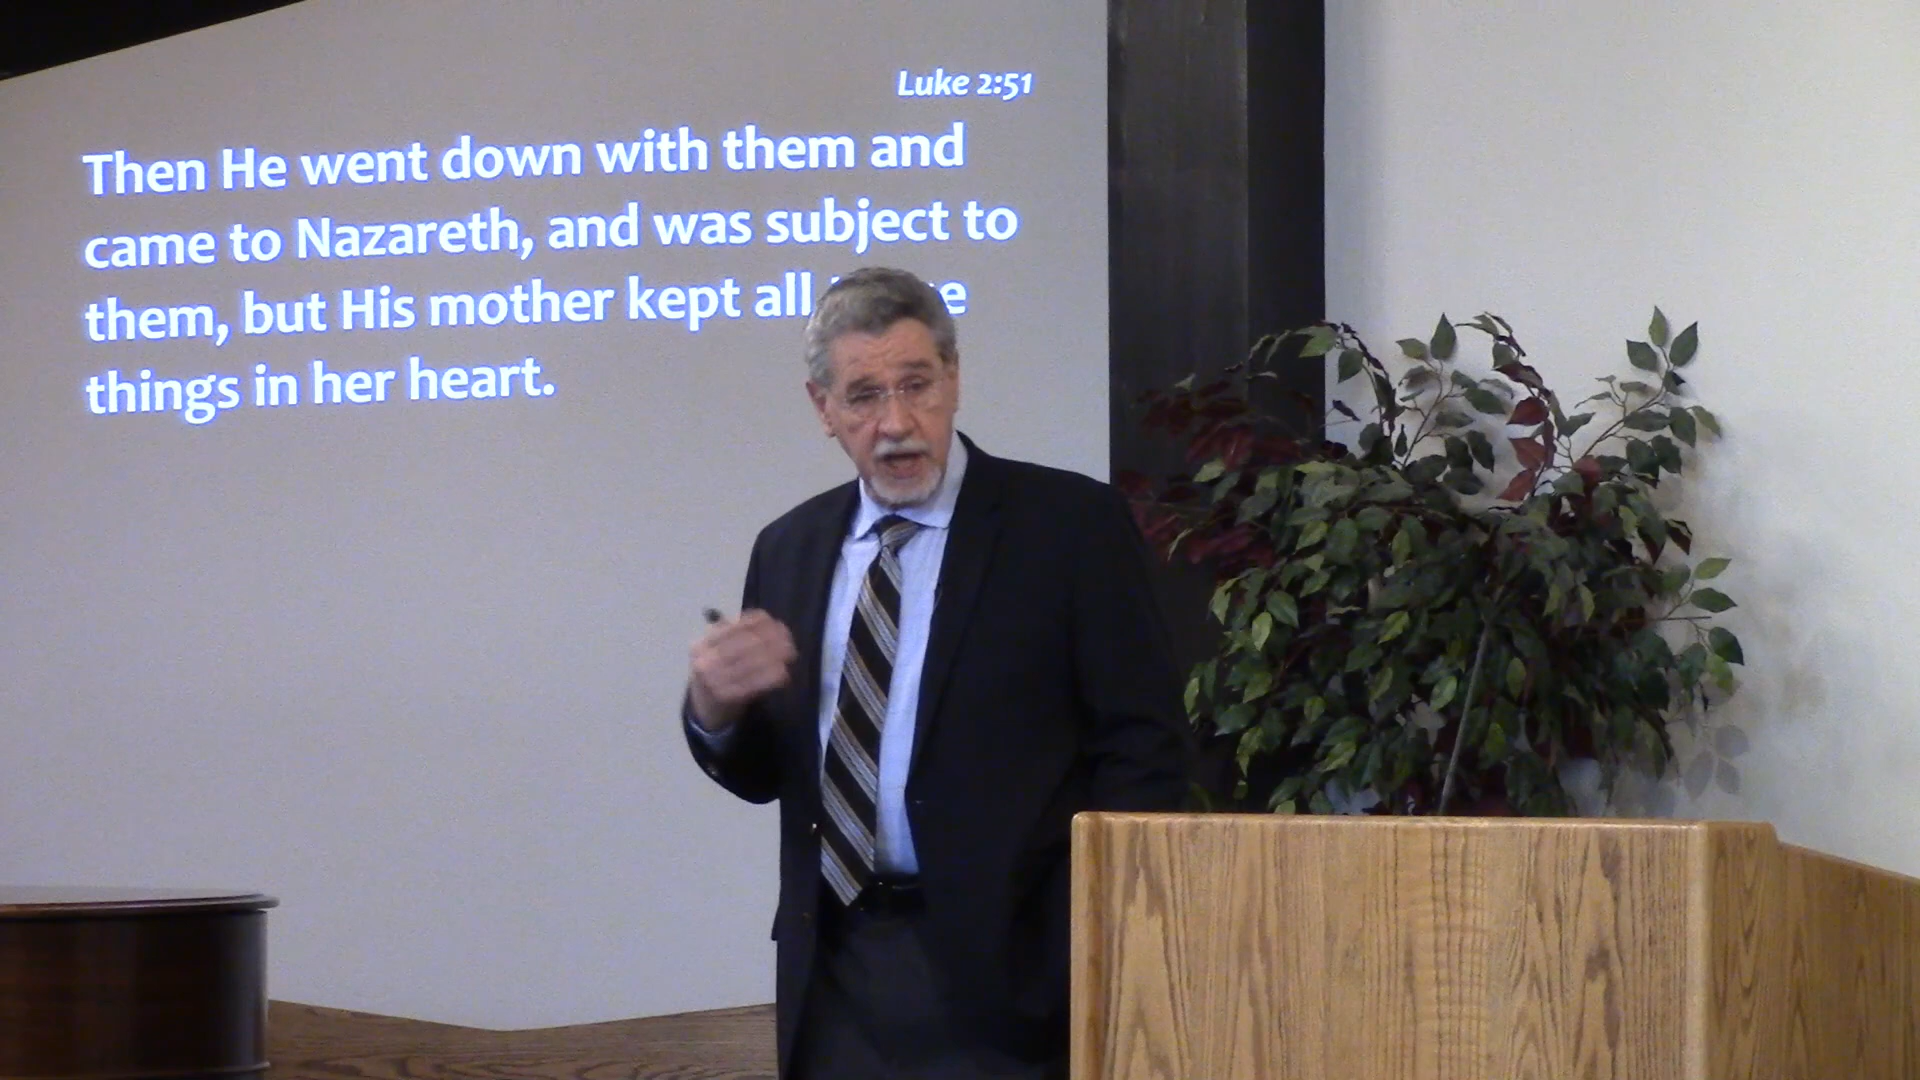 Luke 2:51
Then He went down with them and
came to Nazareth, and was subject to
them, but His mother kept all
things in her heart.